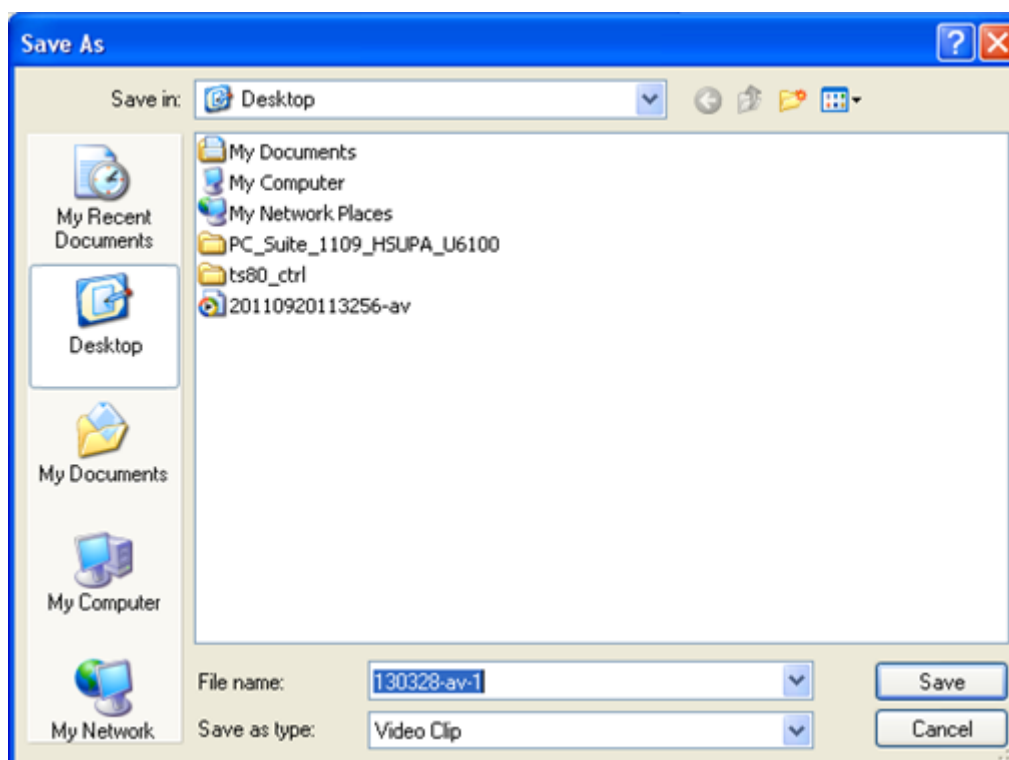 Save As
Save in:
Desktop
My Recent
Documents
Desktop
My Documents
My Computer
My Network
My Documents
My Computer
My Network Places
PC_Suite_1109_HSUPA_U6100
ts80_ctrl
20110920113256-av
File name:
130328-av-1
Save
Save as type:
Video Clip
Cancel